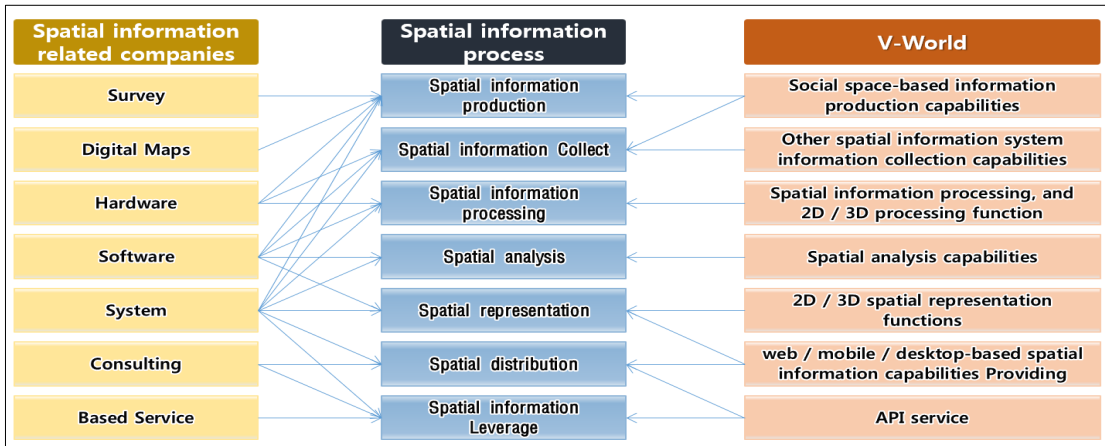 Spatial information
related companies
Survey
Digital Maps
Hardware
Software
System
Consulting
Based Service
Spatial information
process
Spatial information
production
Spatial information Collect
Spatial information
processing
Spatial analysis
Spatial representation
Spatial distribution
Spatial information
Leverage
V-World
Social space-based information
production capabilities
Other spatial information system
information collection capabilities
Spatial information processing, and
2D / 3D processing function
Spatial analysis capabilities
2D / 3D spatial representation
functions
web / mobile / desktop-based spatial
information capabilities Providing
API service